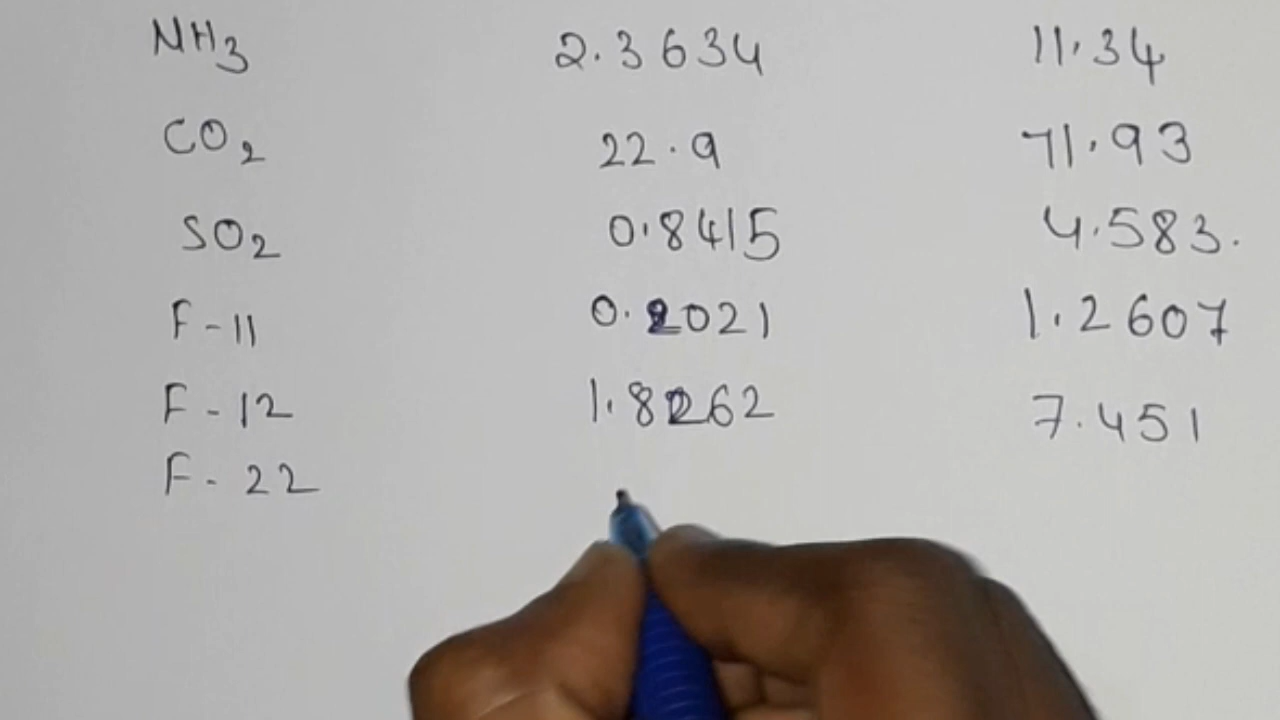 NH3 2.3634 11.34
CO2 22.9 71.93
SO2 0.8415 4.583.
F-11 0.2021 1.2607
F-12 1.8262 7.451
F-22